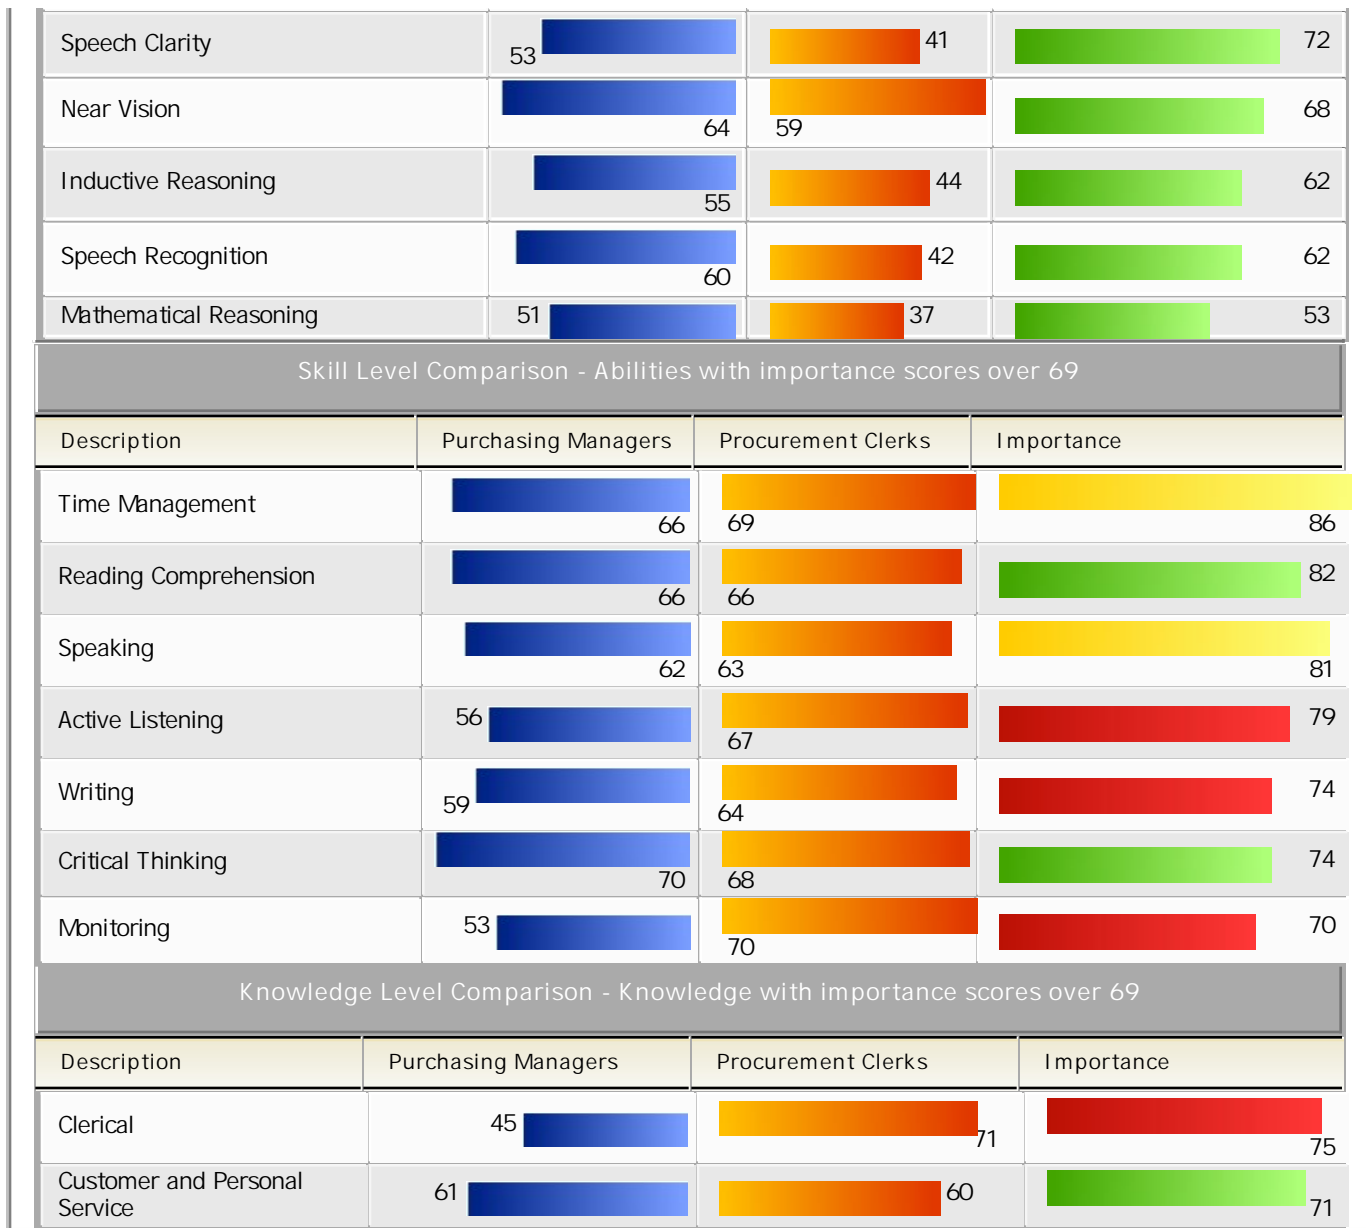 Speech Clarity 53 41 72
Near Vision 64 59 68
Inductive Reasoning 55 44 62
Speech Recognition 60 42 62
Mathematical Reasoning 51 37 53
Skill Level Comparison - Abilities with importance scores over 69
Description Purchasing Managers Procurement Clerks Importance
Time Management 66 69 86
Reading Comprehension 66 66 82
Speaking 62 63 81
Active Listening 56 67 79
Writing 59 64 74
Critical Thinking 70 68 74
Monitoring 53 70 70
Knowledge Level Comparison - Knowledge with importance scores over 69
Description Purchasing Managers Procurement Clerks Importance
Clerical 45 71 75
Customer and Personal
Service 61 60 71